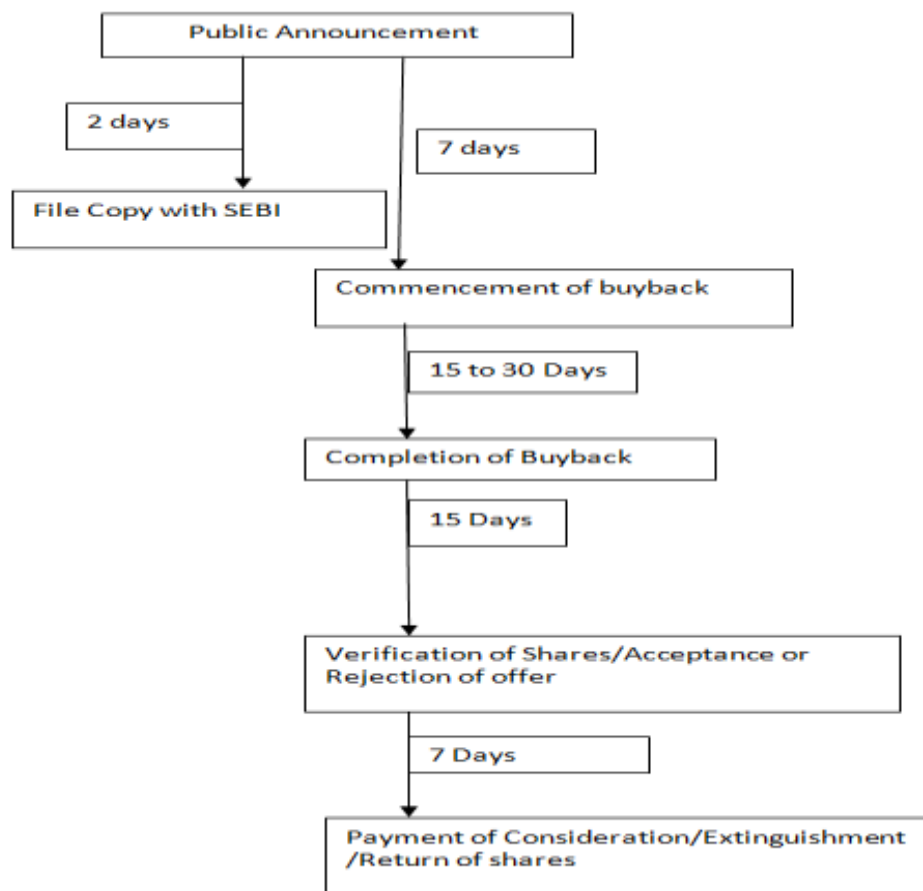 Public Announcement
2 days
7 days
File Copy with SEBI
Commencement of buyback
15 to 30 Days
Completion of Buyback
15 Days
Verification of Shares/Acceptance or
Rejection of offer
7 Days
Payment of Consideration/Extinguishment
/Return of shares